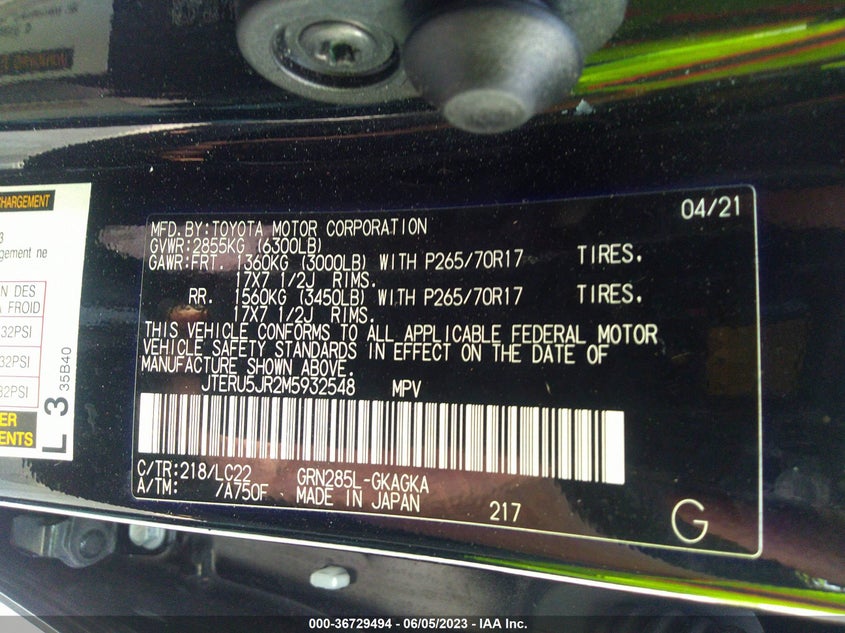 CHARGEMENT
gement ne
N DES
A FROID
32PSI
32PSI
32PSI
ER
ENTS
L 3 35B40
04/21
MFD.BY:TOYOTA MOTOR CORPORATION
GVWR:2855KG (6300LB)
GAWR:FRT. 1360KG (3000LB) WITH P265/70R17 TIRES.
17X7 1/2J RIMS.
RR. 1560KG (3450LB) WITH P265/70R17 TIRES.
17X7 1/2J RIMS.
THIS VEHICLE CONFORMS TO ALL APPLICABLE FEDERAL MOTOR
VEHICLE SAFETY STANDARDS IN EFFECT ON THE DATE OF
MANUFACTURE SHOWN ABOVE.
JTERU5JR2M5932548 MPV
C/TR:218/LC22 GRN285L-GKAGKA
A/TM: /A750F MADE IN JAPAN 217
G
000-36729494 - 06/05/2023 - IAA Inc.